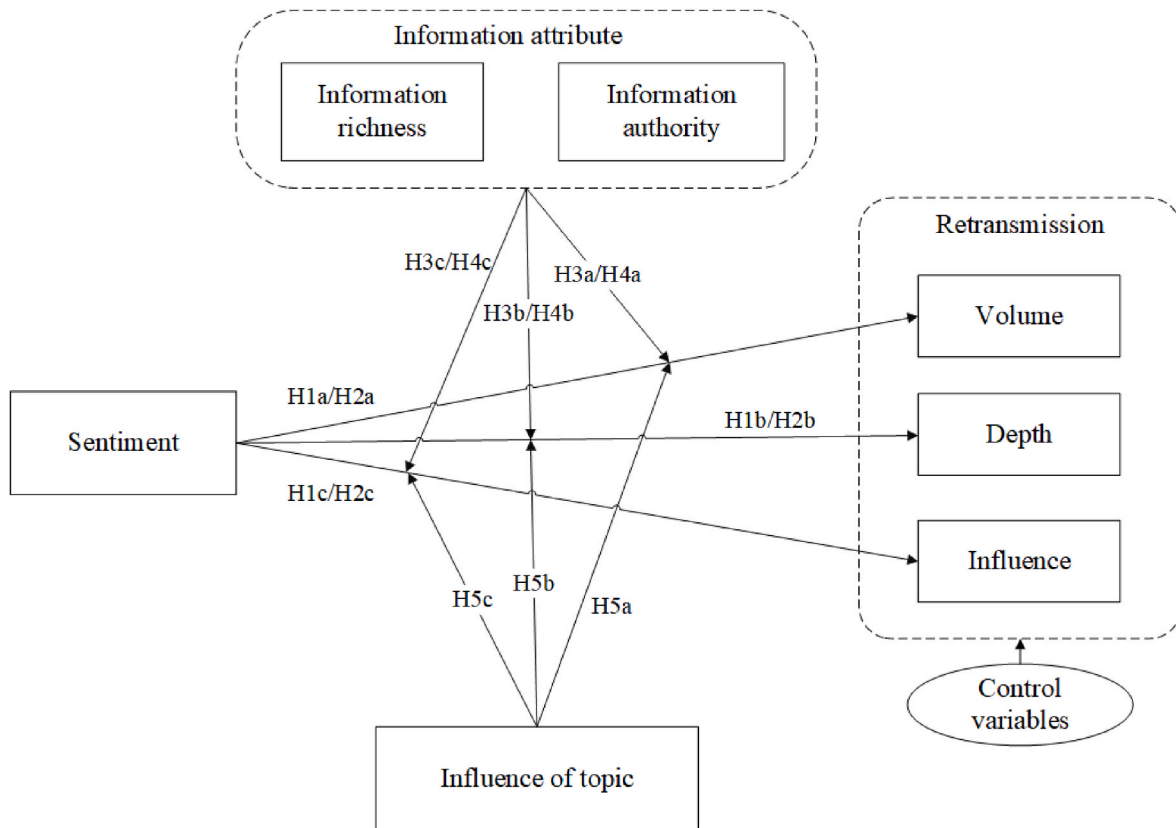 Information attribute
Information
richness
Information
authority
Retransmission
H3c/H4c
H3a/H4a
H3b/H4b
Volume
H1a/H2a
H1b/H2b
Sentiment
Depth
H1c/H2c
Influence
H5c
H5b
H5a
Control
variables
Influence of topic